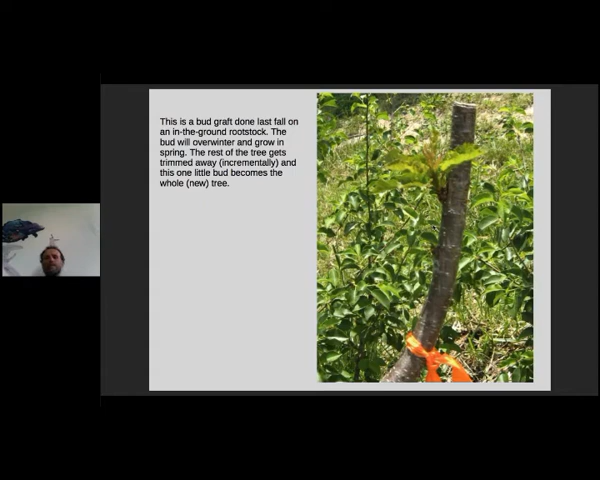 This is a bud graft done last fall on
an in-the-ground rootstock. The
bud will overwinter and grow in
spring. The rest of the tree gets
trimmed away (incrementally) and
this one little bud becomes the
whole (new) tree.